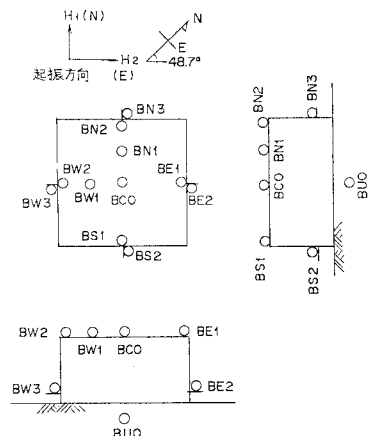 H1(N)
N
E
H2
48.7°
起振方向 (E)
BN3
BN2
BN1
BW2
BE1
BW1
BCO
BW3
BE2
BS1
BS2
BN2
BN3
BN1
BCO
BUO
BS1
BS2
BW2
BE1
BW1
BCO
BW3
BE2
BUO